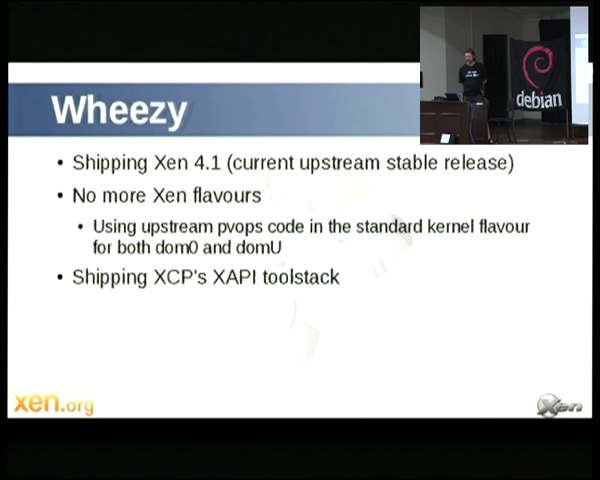 Wheezy
debian
• Shipping Xen 4.1 (current upstream stable release)
• No more Xen flavours
• Using upstream pvops code in the standard kernel flavour
for both dom0 and domU
• Shipping XCP's XAPI toolstack
xen.org
Xen